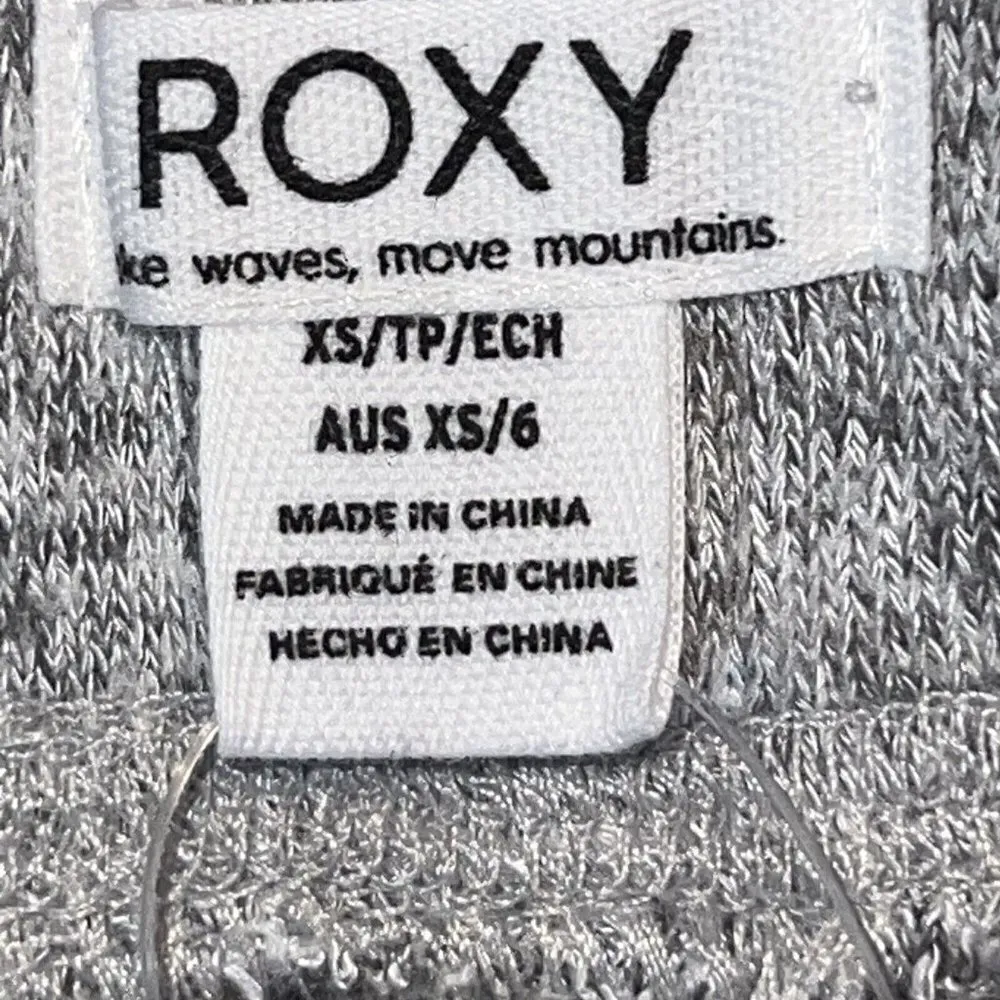 ROXY
ke waves, move mountains.
XS/TP/ECH
AUS XS/6
MADE IN CHINA
FABRIQUÉ EN CHINE
HECHO EN CHINA